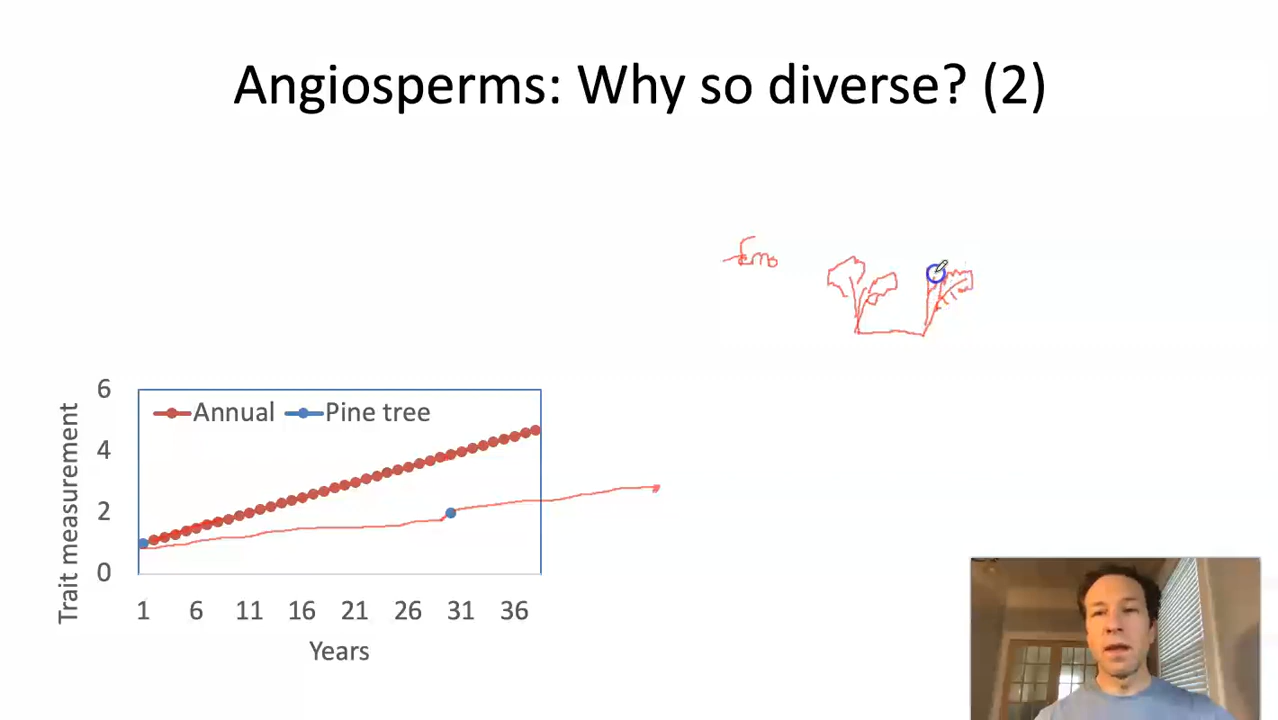 Angiosperms: Why so diverse? (2)
6
Annual
Pine tree
4
2
0
Trait measurement
1 6 11 16 21 26 31 36
Years